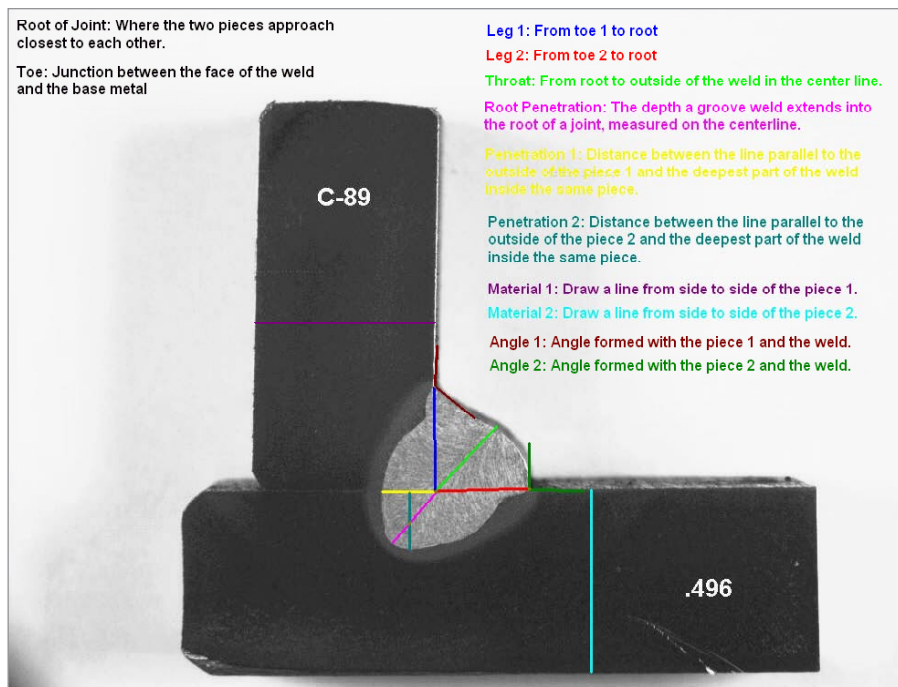 Root of Joint: Where the two pieces approach
closest to each other.
Toe: Junction between the face of the weld
and the base metal
Leg 1: From toe 1 to root
Leg 2: From toe 2 to root
Throat: From root to outside of the weld in the center line.
Root Penetration: The depth a groove weld extends into
the root of a joint, measured on the centerline.
Penetration 1: Distance between the line parallel to the
outside of the piece 1 and the deepest part of the weld
inside the same piece.
Penetration 2: Distance between the line parallel to the
outside of the piece 2 and the deepest part of the weld
inside the same piece.
Material 1: Draw a line from side to side of the piece 1.
Material 2: Draw a line from side to side of the piece 2.
Angle 1: Angle formed with the piece 1 and the weld.
Angle 2: Angle formed with the piece 2 and the weld.
C-89
.496